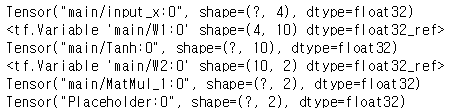 Tensor("main/input_x:0", shape=(?, 4), dtype=float32)
<tf.Variable 'main/W1:0' shape=(4, 10) dtype=float32_ref>
Tensor("main/Tanh:0", shape=(?, 10), dtype=float32)
<tf.Variable 'main/W2:0' shape=(10, 2) dtype=float32_ref>
Tensor("main/MatMul_1:0", shape=(?, 2), dtype=float32)
Tensor("Placeholder:0", shape=(?, 2), dtype=float32)